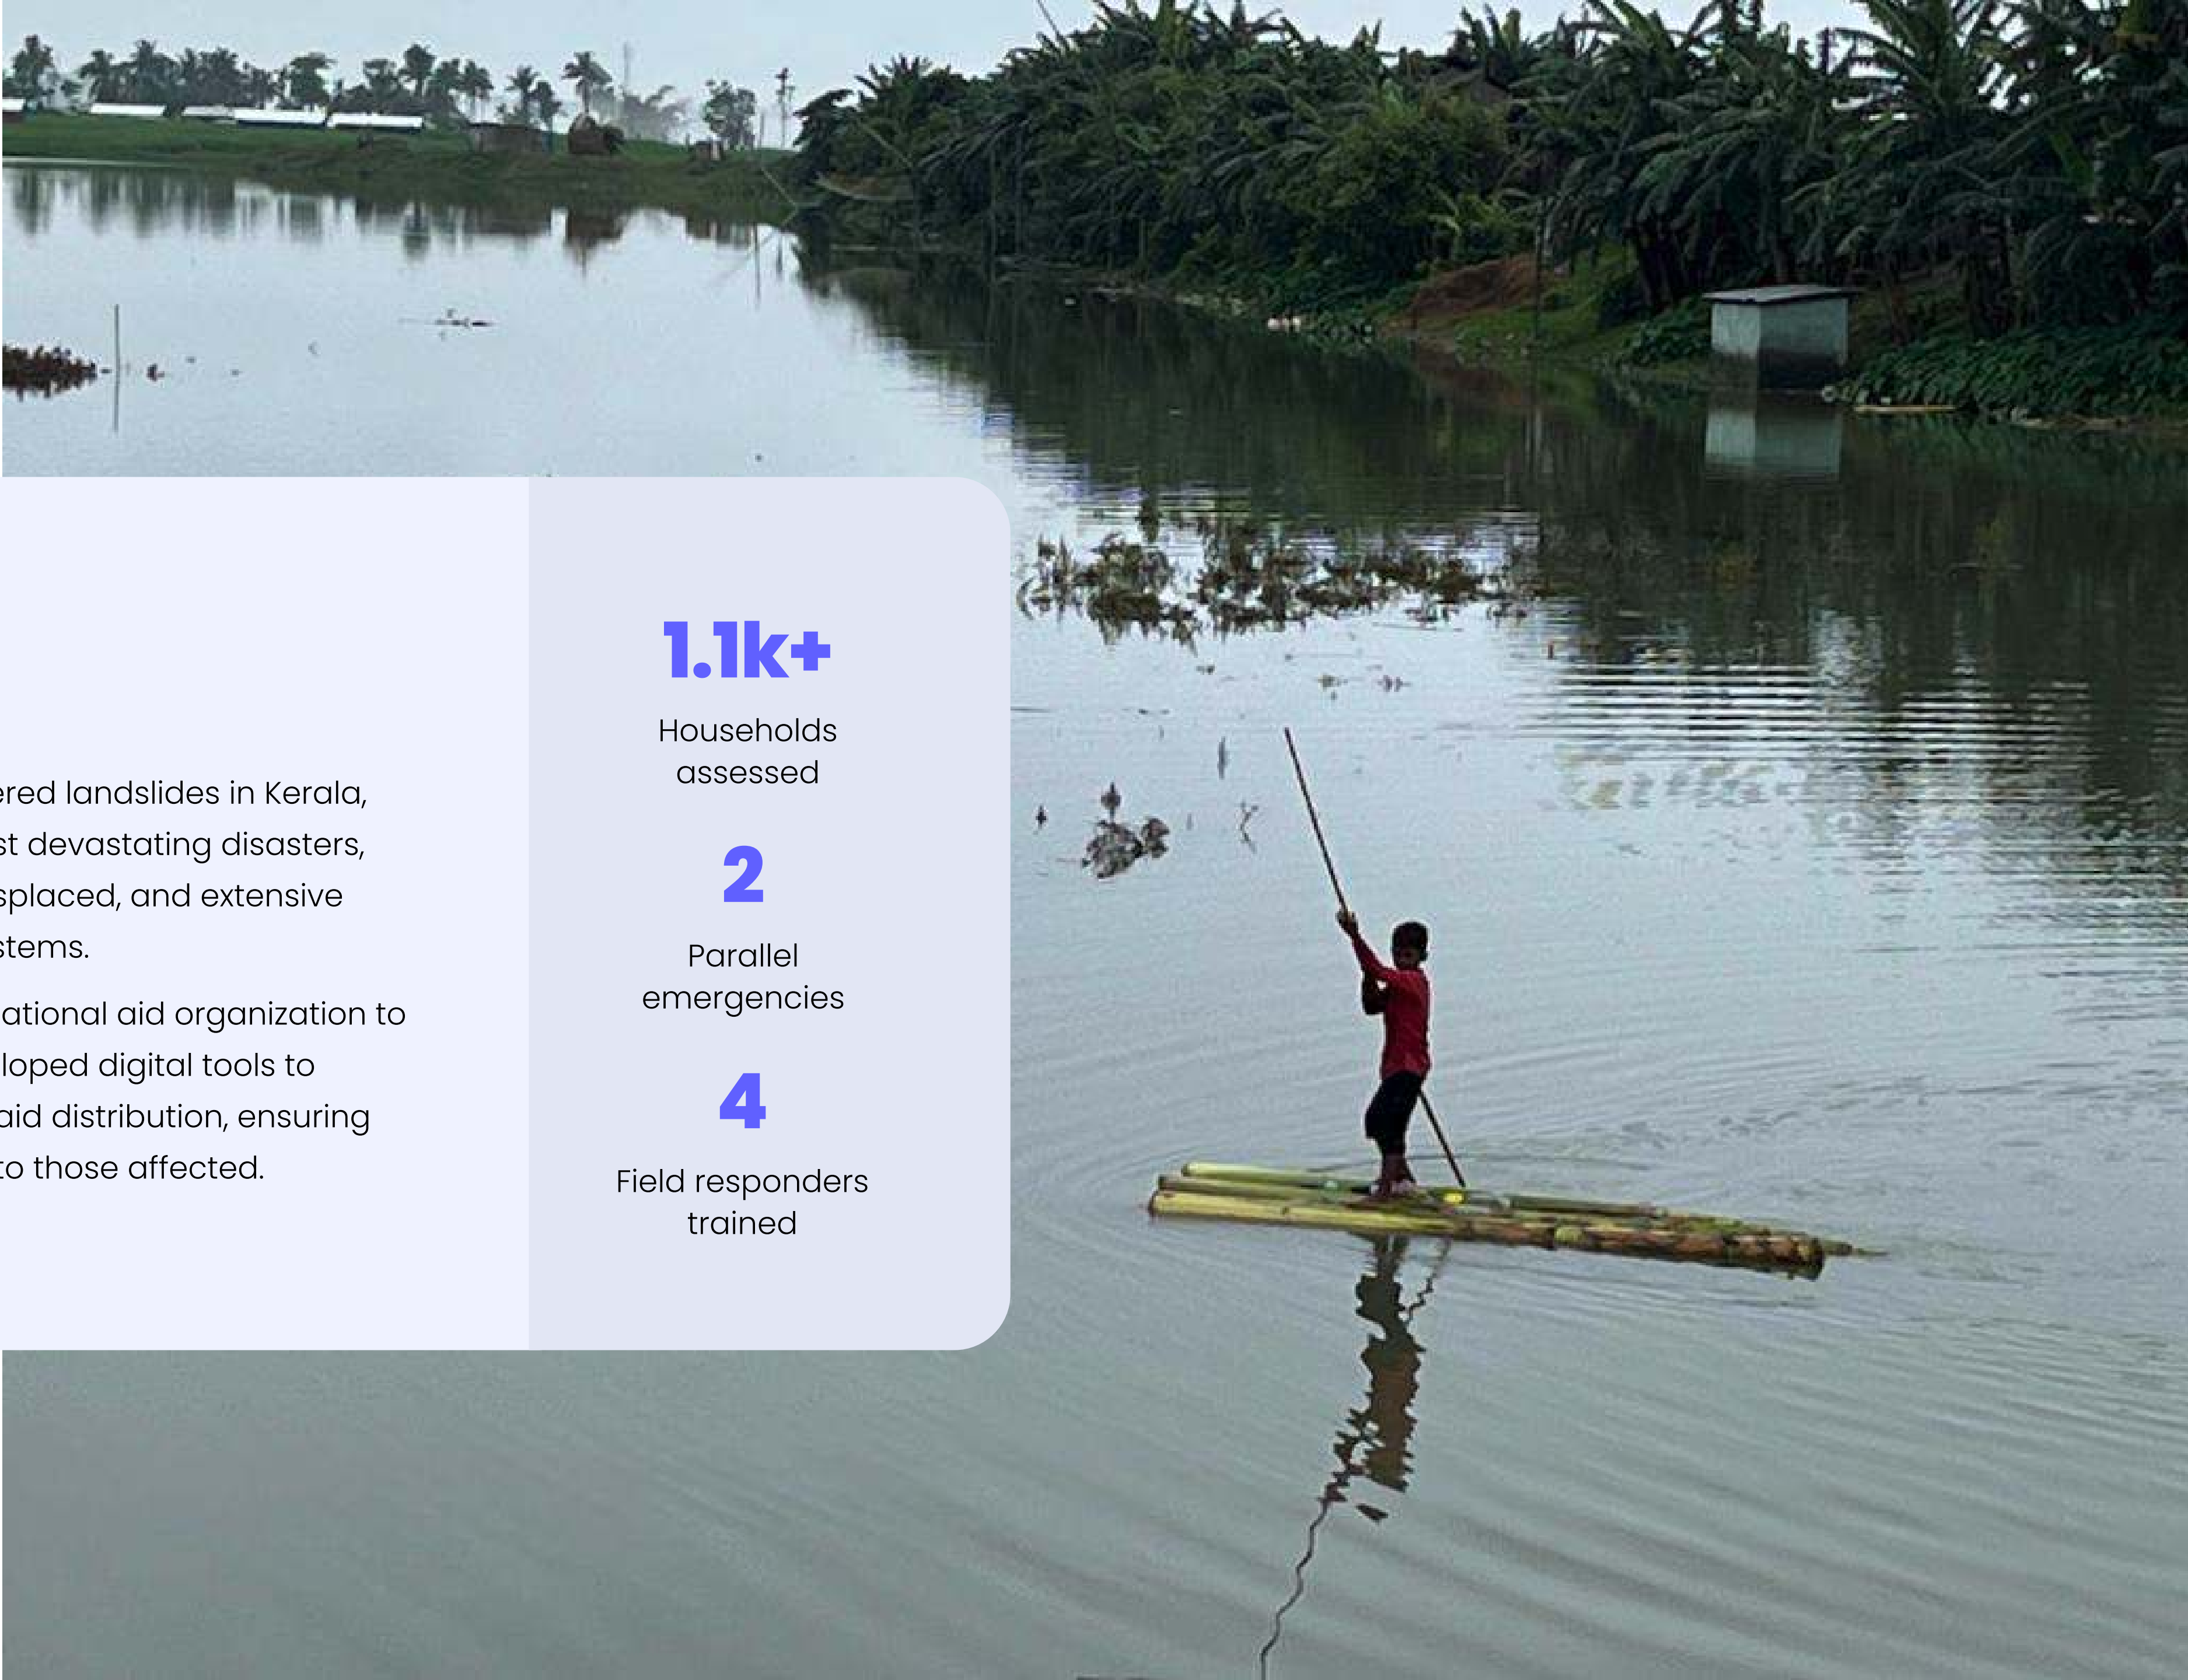 ered landslides in Kerala,
st devastating disasters,
splaced, and extensive
stems.
ational aid organization to
loped digital tools to
aid distribution, ensuring
to those affected.
1.1k+
Households
assessed
2
Parallel
emergencies
4
Field responders
trained